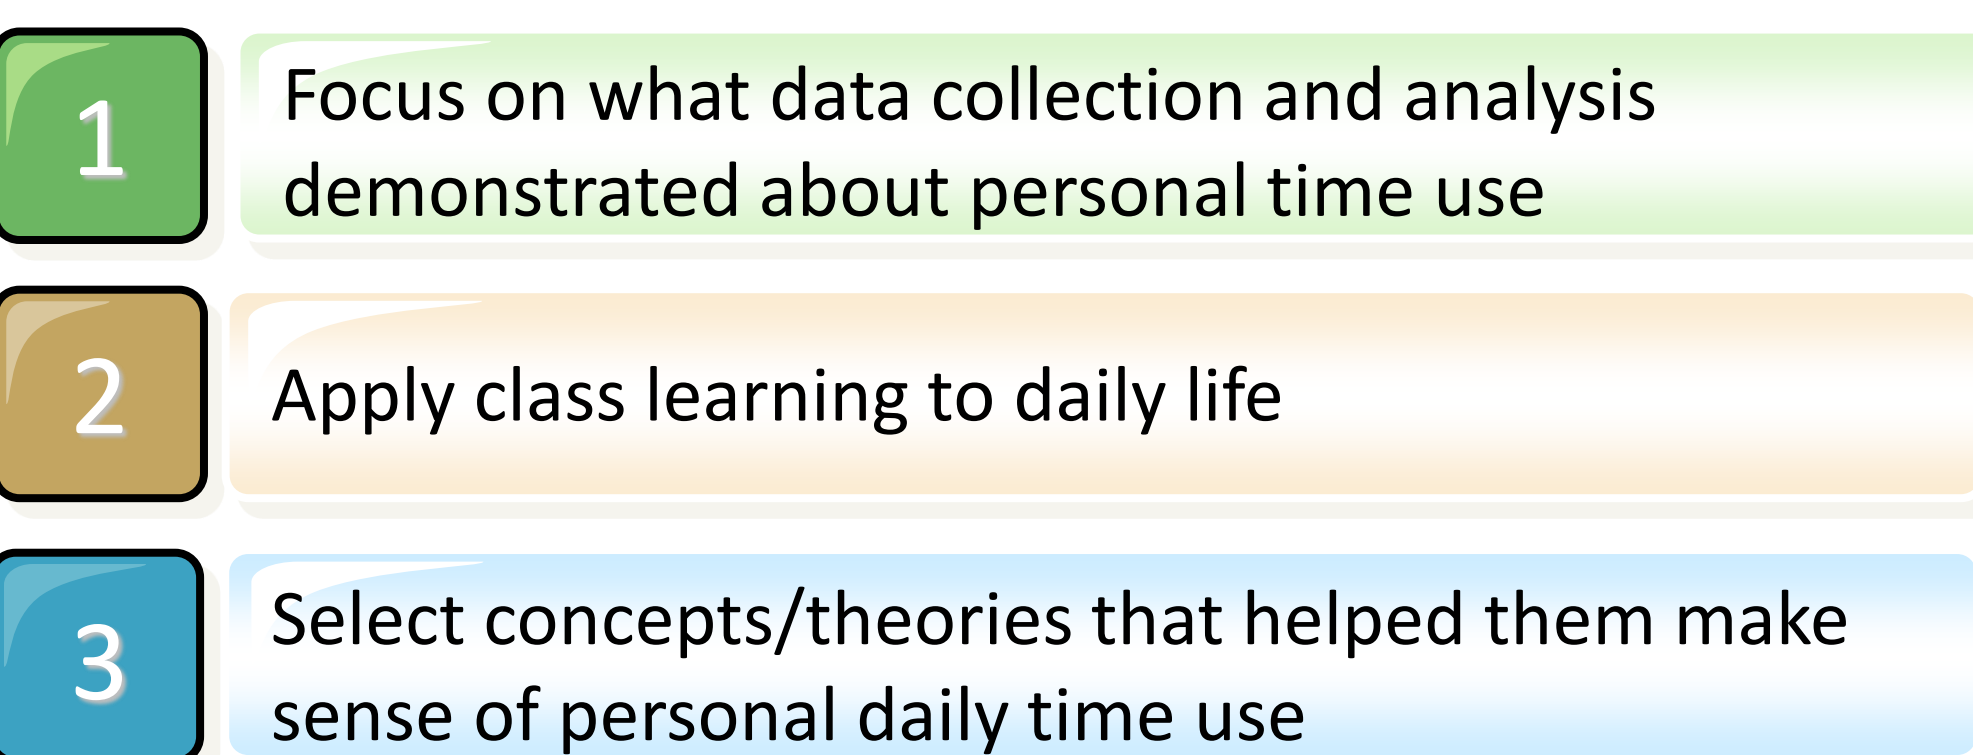 1
Focus on what data collection and analysis
demonstrated about personal time use
2
Apply class learning to daily life
3
Select concepts/theories that helped them make
sense of personal daily time use